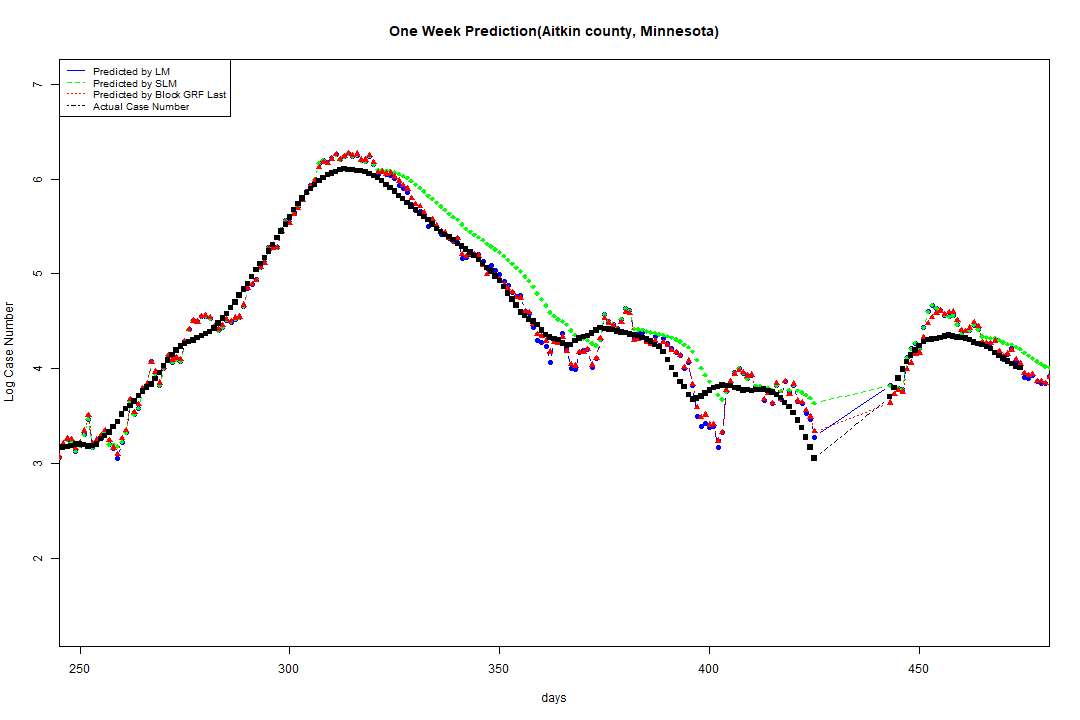 One Week Prediction(Aitkin county, Minnesota)
Predicted by LM
Predicted by SLM
Predicted by Block GRF Last
Actual Case Number
7
6
5
4
3
2
Log Case Number
250 300 350 400 450
days